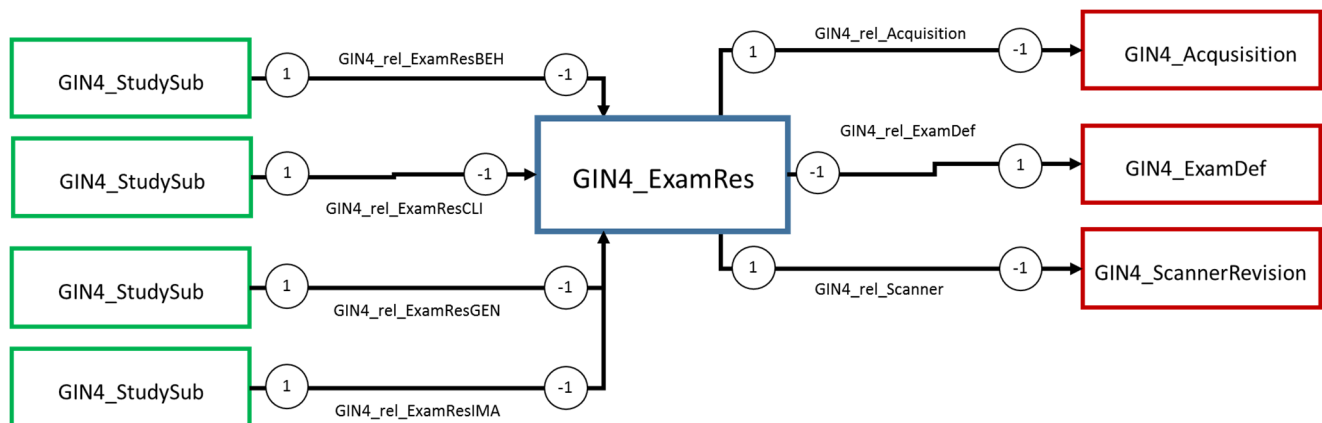 GIN4_StudySub
1
GIN4_rel_ExamResBEH
-1
GIN4_StudySub
1
-1
GIN4_rel_ExamResCLI
GIN4_StudySub
1
-1
GIN4_rel_ExamResGEN
GIN4_StudySub
1
-1
GIN4_rel_ExamResIMA
GIN4_ExamRes
GIN4_rel_Acquisition
1
-1
GIN4_Acqusisition
GIN4_rel_ExamDef
-1
1
GIN4_ExamDef
1
-1
GIN4_rel_Scanner
GIN4_ScannerRevision